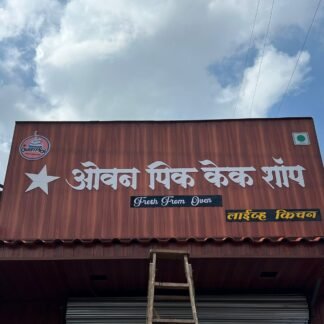 ओवन पिक केक शॉप
Fresh From Oven
लाईव्ह किचन